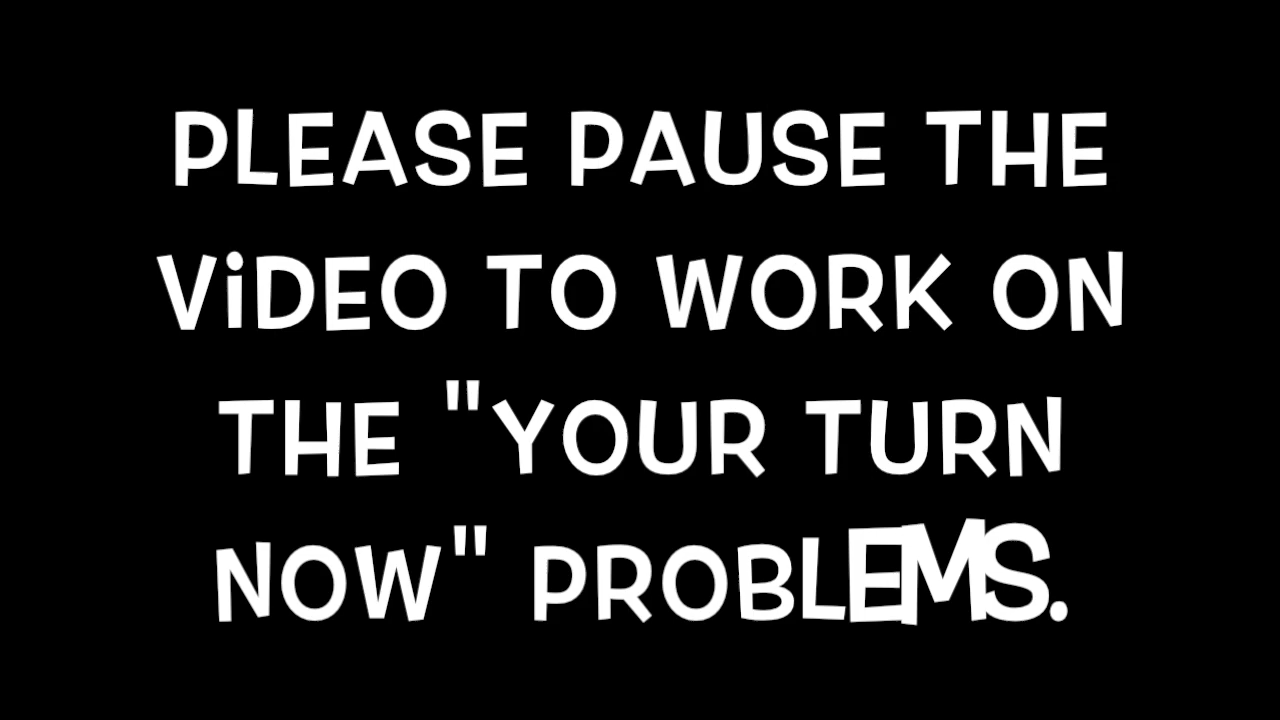 PLEASE PAUSE THE
ViDEO TO WORK ON
THE "YOUR TURN
NOW" PROBLEMS.